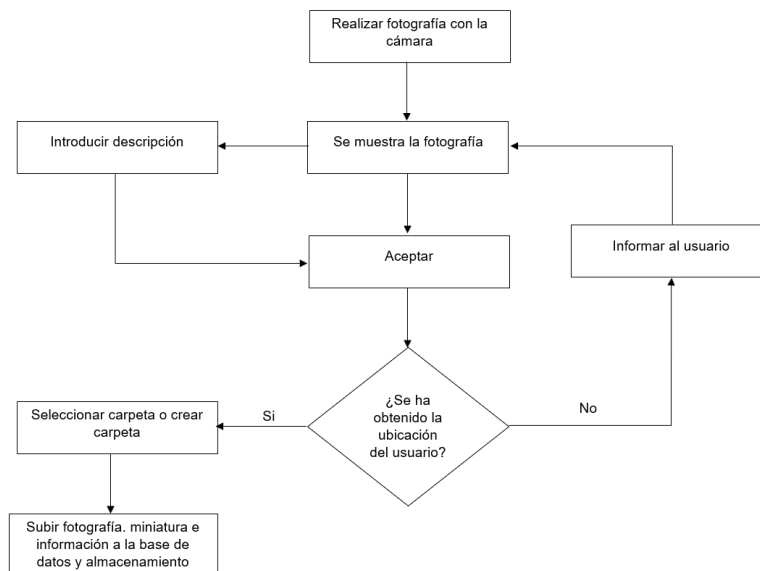 Realizar fotografía con la
cámara
Introducir descripción
Se muestra la fotografía
Aceptar
Informar al usuario
¿Se ha
obtenido la
ubicación
del usuario?
Si
No
Seleccionar carpeta o crear
carpeta
Subir fotografía. miniatura e
información a la base de
datos y almacenamiento